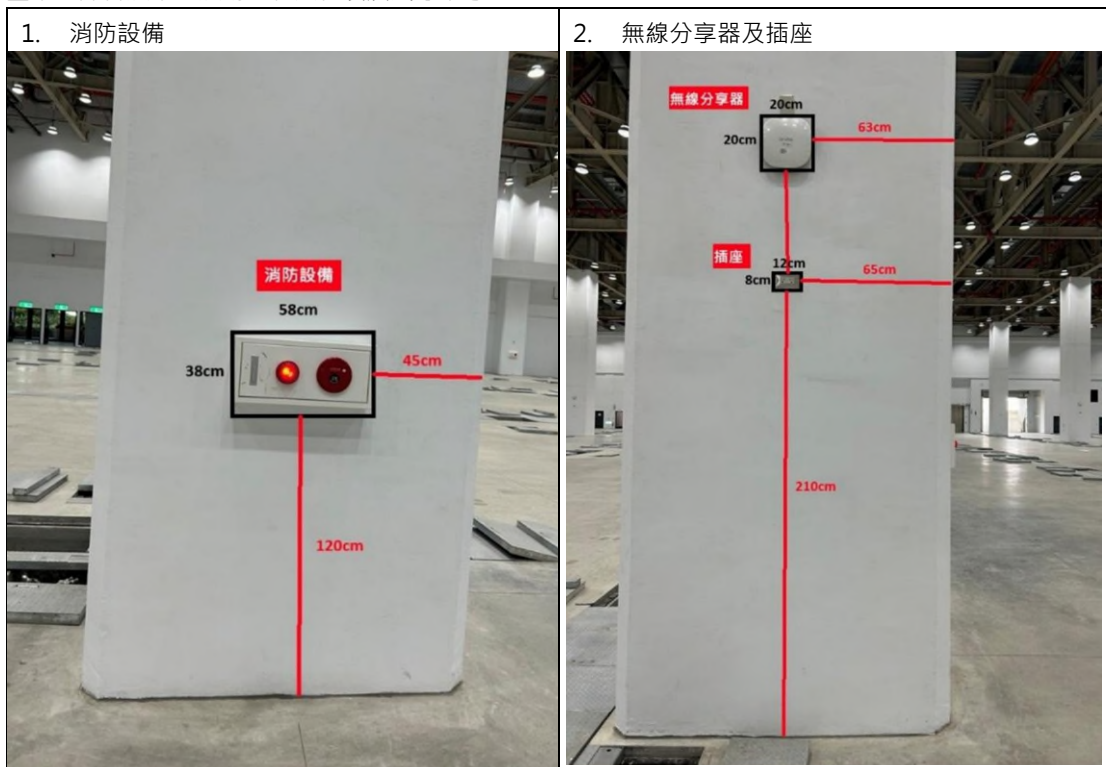 1. 消防設備
消防設備
58cm
38cm
45cm
120cm
2. 無線分享器及插座
無線分享器
20cm
20cm
63cm
插座
12cm
8cm
65cm
210cm